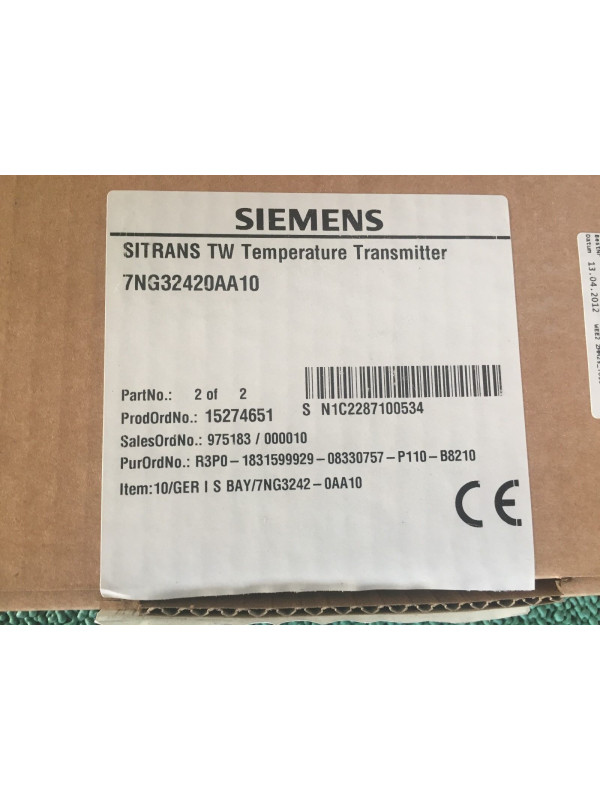 SIEMENS
SITRANS TW Temperature Transmitter
7NG32420AA10
PartNo.: 2 of 2
ProdOrdNo.: 15274651
S N1C2287100534
SalesOrdNo.: 975183 / 000010
PurOrdNo.: R3P0-1831599929-08330757-P110-B8210
Item:10/GER I S BAY/7NG3242-0AA10
CE
Datum 13.04.2012